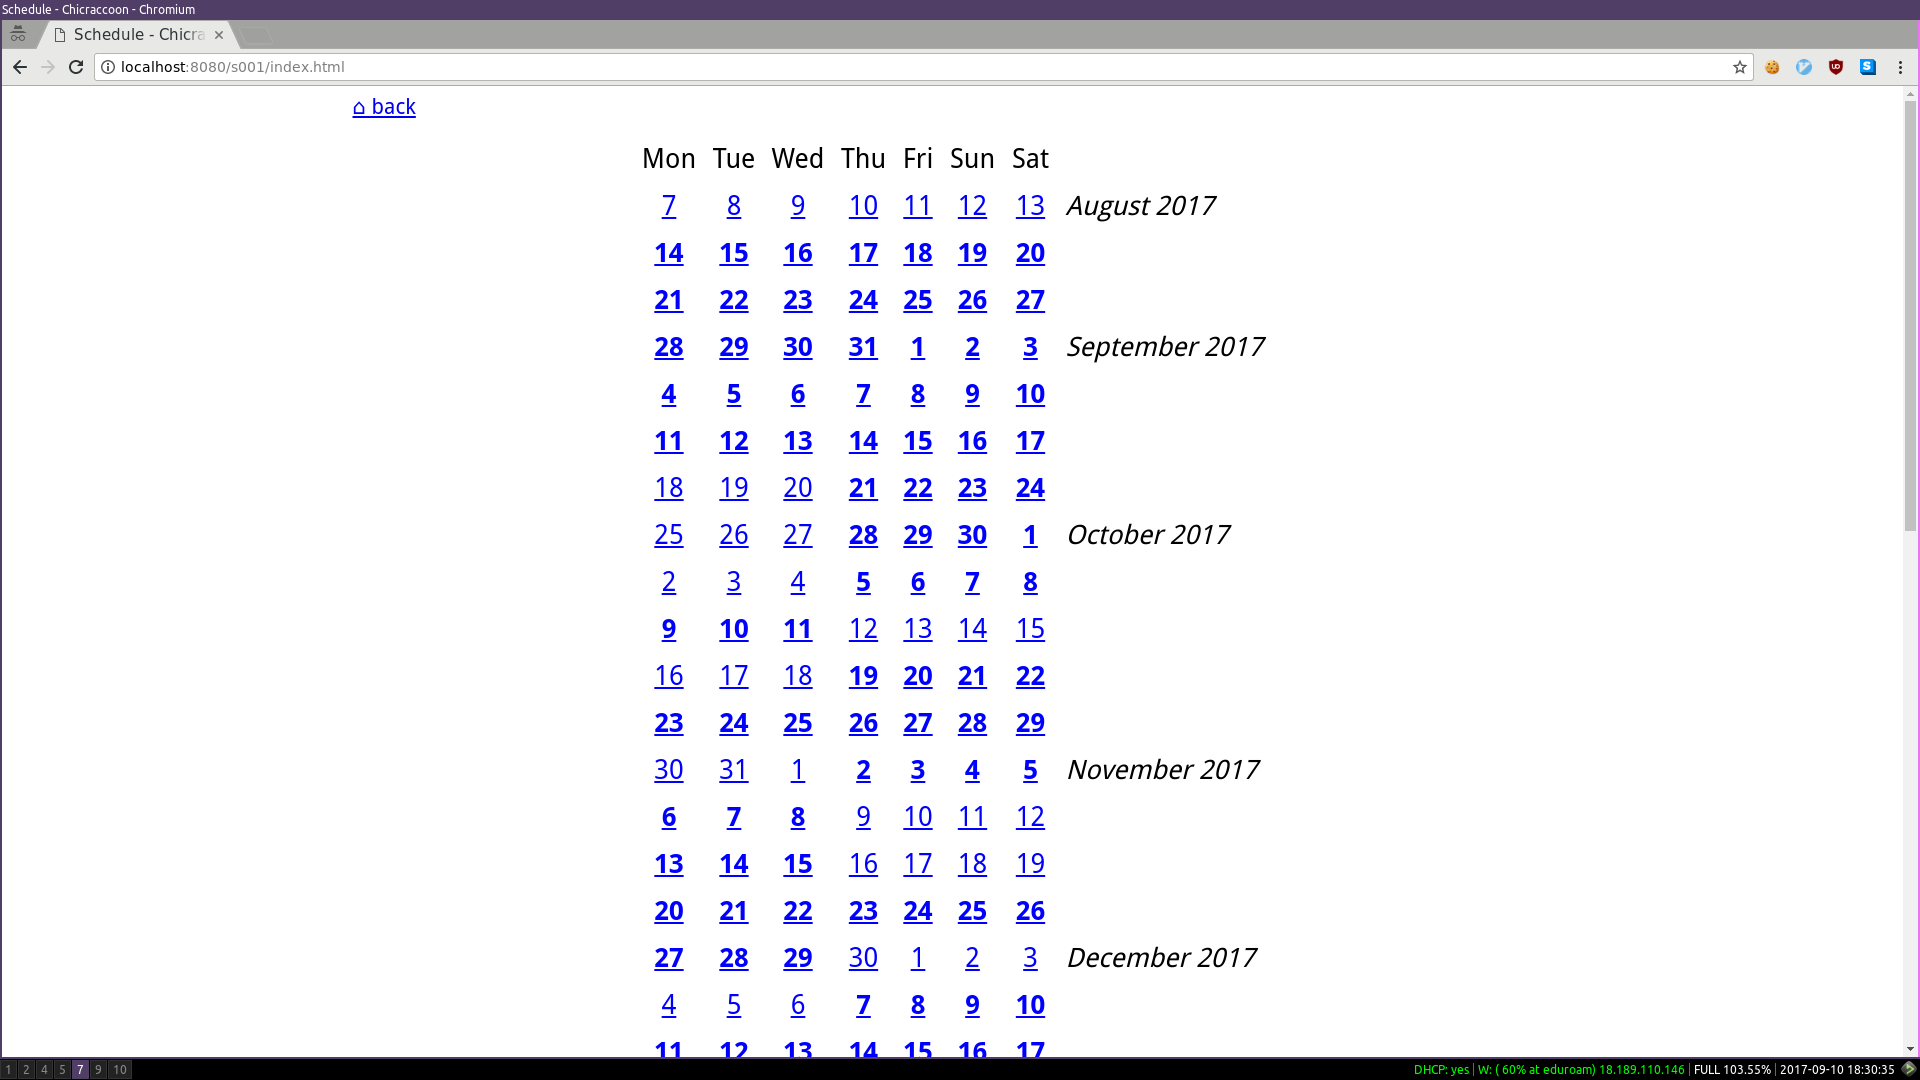 Schedule - Chicraccoon - Chromium
Schedule - Chicra
localhost:8080/s001/index.html
⌂ back
Mon Tue Wed Thu Fri Sun Sat
7 8 9 10 11 12 13 August 2017
14 15 16 17 18 19 20
21 22 23 24 25 26 27
28 29 30 31 1 2 3 September 2017
4 5 6 7 8 9 10
11 12 13 14 15 16 17
18 19 20 21 22 23 24
25 26 27 28 29 30 1 October 2017
2 3 4 5 6 7 8
9 10 11 12 13 14 15
16 17 18 19 20 21 22
23 24 25 26 27 28 29
30 31 1 2 3 4 5 November 2017
6 7 8 9 10 11 12
13 14 15 16 17 18 19
20 21 22 23 24 25 26
27 28 29 30 1 2 3 December 2017
4 5 6 7 8 9 10
11 12 13 14 15 16 17
1 2 4 5 7 9 10 DHCP: yes W: ( 60% at eduroam) 18.189.110.146 FULL 103.55% 2017-09-10 18:30:35